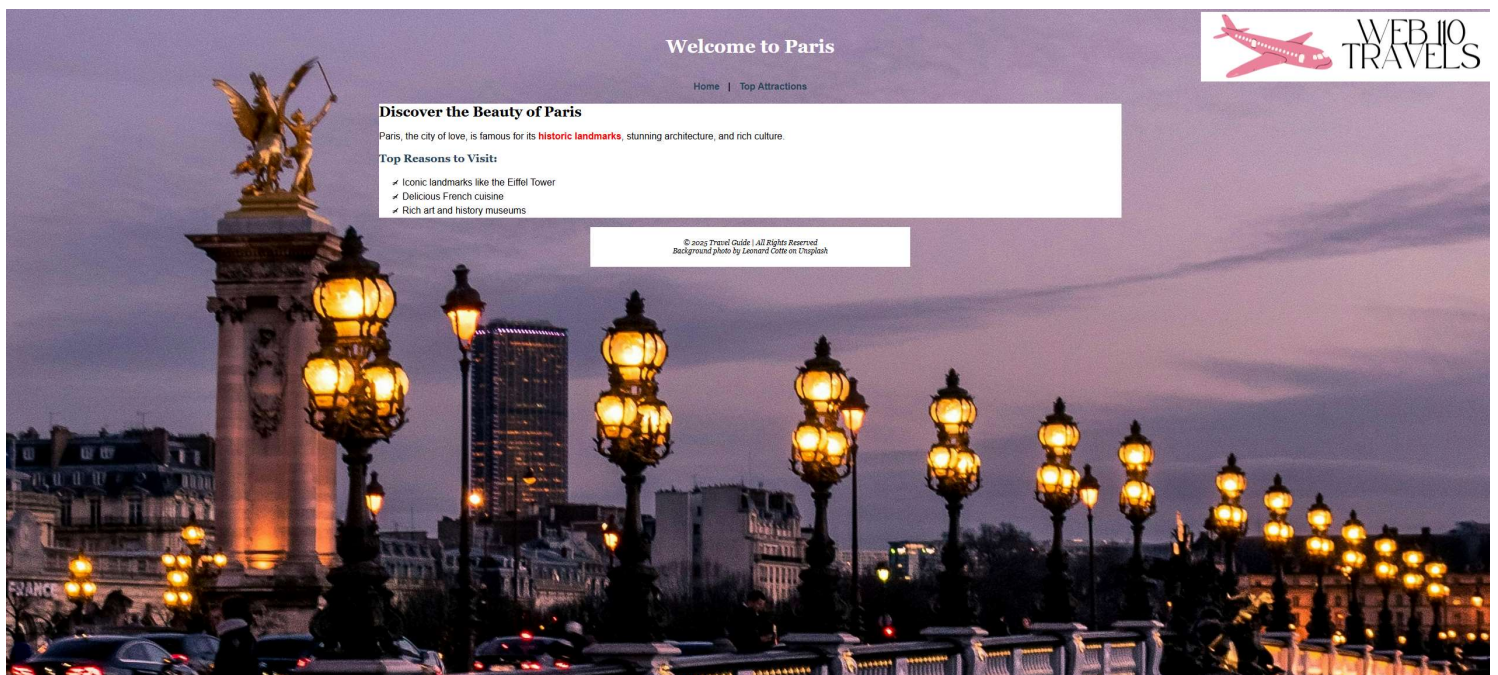 Welcome to Paris
WEB 110
TRAVELS
Home | Top Attractions
Discover the Beauty of Paris
Paris, the city of love, is famous for its historic landmarks, stunning architecture, and rich culture.
Top Reasons to Visit:
Iconic landmarks like the Eiffel Tower
Delicious French cuisine
Rich art and history museums
© 2025 Travel Guide | All Rights Reserved
Background photo by Leonard Cotte on Unsplash
FRANCE